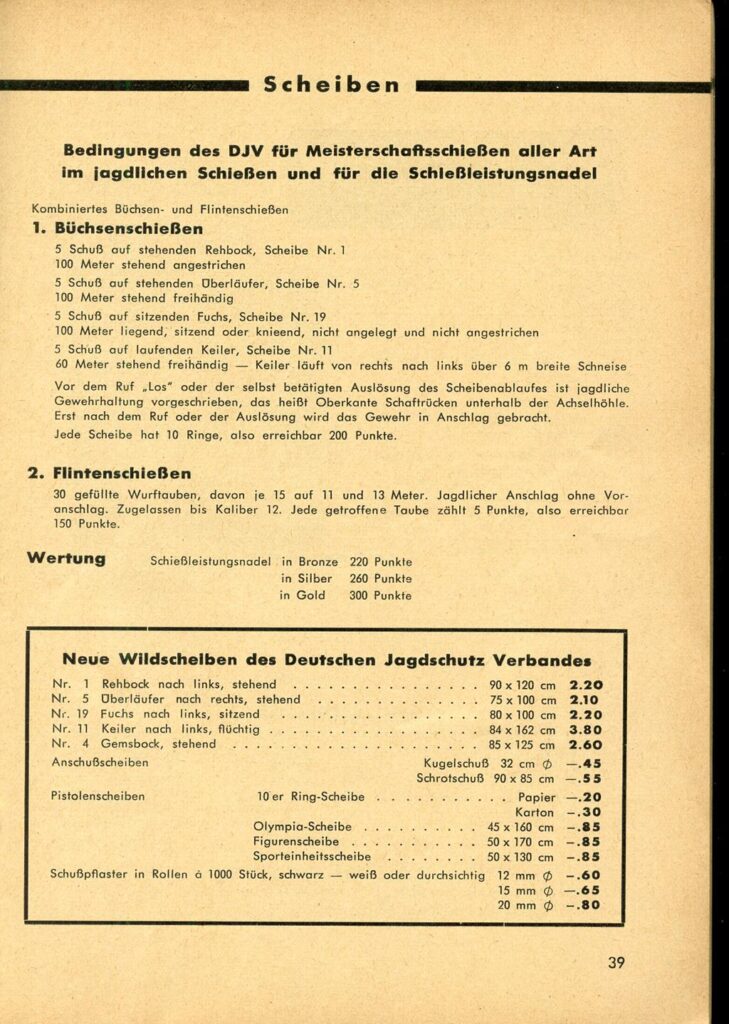 Scheiben
Bedingungen des DJV für Meisterschaftsschießen aller Art
im jagdlichen Schießen und für die Schießleistungsnadel
Kombiniertes Büchsen- und Flintenschießen
1. Büchsenschießen
5 Schuß auf stehenden Rehbock, Scheibe Nr. 1
100 Meter stehend angestrichen
5 Schuß auf stehenden Überläufer, Scheibe Nr. 5
100 Meter stehend freihändig
5 Schuß auf sitzenden Fuchs, Scheibe Nr. 19
100 Meter liegend, sitzend oder knieend, nicht angelegt und nicht angestrichen
5 Schuß auf laufenden Keiler, Scheibe Nr. 11
60 Meter stehend freihändig — Keiler läuft von rechts nach links über 6 m breite Schneise
Vor dem Ruf „Los" oder der selbst betätigten Auslösung des Scheibenablaufes ist jagdliche
Gewehrhaltung vorgeschrieben, das heißt Oberkante Schaftrücken unterhalb der Achselhöhle.
Erst nach dem Ruf oder der Auslösung wird das Gewehr in Anschlag gebracht.
Jede Scheibe hat 10 Ringe, also erreichbar 200 Punkte.
2. Flintenschießen
30 gefüllte Wurftauben, davon je 15 auf 11 und 13 Meter. Jagdlicher Anschlag ohne Vor-
anschlag. Zugelassen bis Kaliber 12. Jede getroffene Taube zählt 5 Punkte, also erreichbar
150 Punkte.
Wertung Schießleistungsnadel in Bronze 220 Punkte
in Silber 260 Punkte
in Gold 300 Punkte
Neue Wildscheiben des Deutschen Jagdschutz Verbandes
Nr. 1 Rehbock nach links, stehend . . . . . . . . . . . . . . . . . 90 x 120 cm 2.20
Nr. 5 Überläufer nach rechts, stehend . . . . . . . . . . . . . . . 75 x 100 cm 2.10
Nr. 19 Fuchs nach links, sitzend . . . . . . . . . . . . . . . . . . 80 x 100 cm 2.20
Nr. 11 Keiler nach links, flüchtig . . . . . . . . . . . . . . . . . . 84 x 162 cm 3.80
Nr. 4 Gemsbock, stehend . . . . . . . . . . . . . . . . . . . . . . 85 x 125 cm 2.60
Anschußscheiben Kugelschuß 32 cm ⌀ —.45
Schrotschuß 90 x 85 cm —.55
Pistolenscheiben 10er Ring-Scheibe . . . . . . . . . . . Papier —.20
Karton —.30
Olympia-Scheibe . . . . . . . . . . 45 x 160 cm —.85
Figurenscheibe . . . . . . . . . . . 50 x 170 cm —.85
Sporteinheitsscheibe . . . . . . . . . 50 x 130 cm —.85
Schußpflaster in Rollen à 1000 Stück, schwarz — weiß oder durchsichtig 12 mm ⌀ —.60
15 mm ⌀ —.65
20 mm ⌀ —.80
39